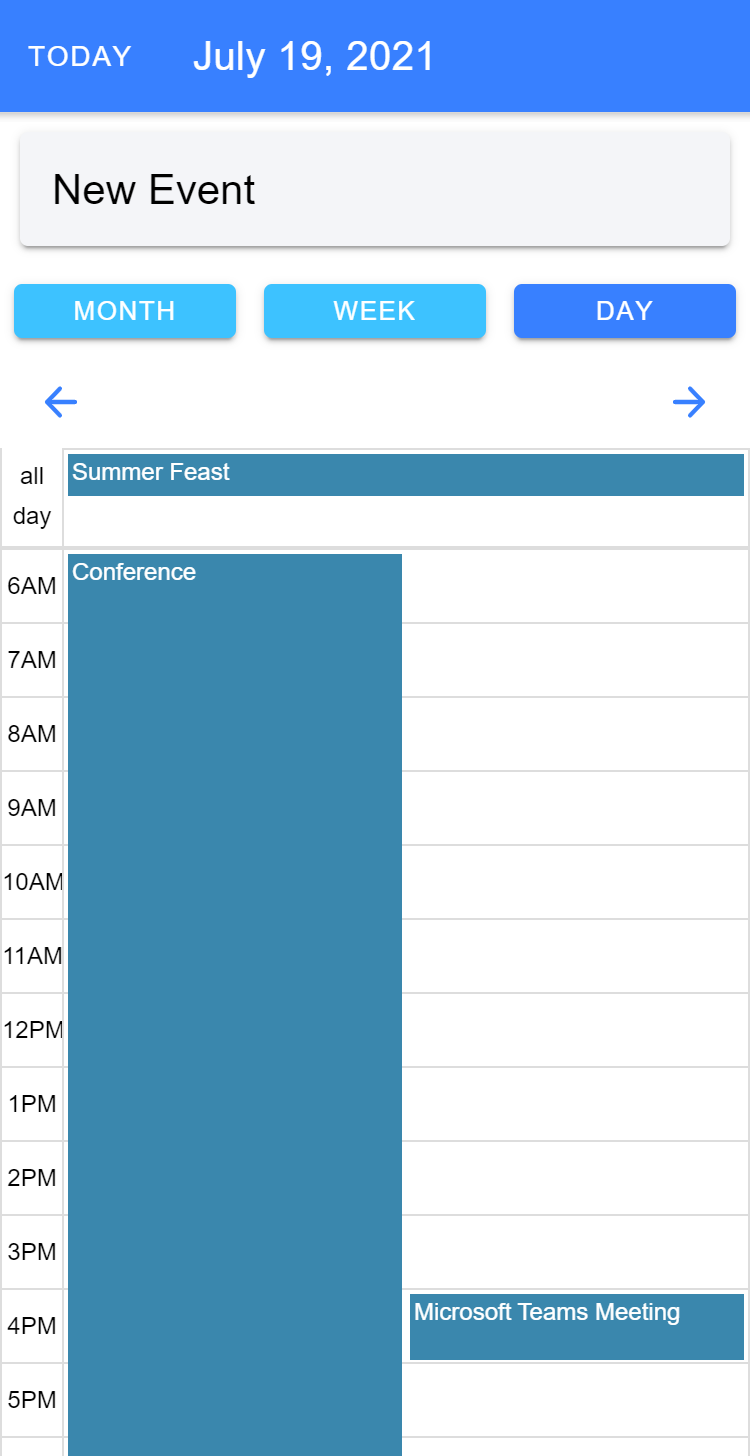 TODAY July 19, 2021
New Event
MONTH WEEK DAY
all
day
Summer Feast
6AM Conference
7AM
8AM
9AM
10AM
11AM
12PM
1PM
2PM
3PM
4PM Microsoft Teams Meeting
5PM